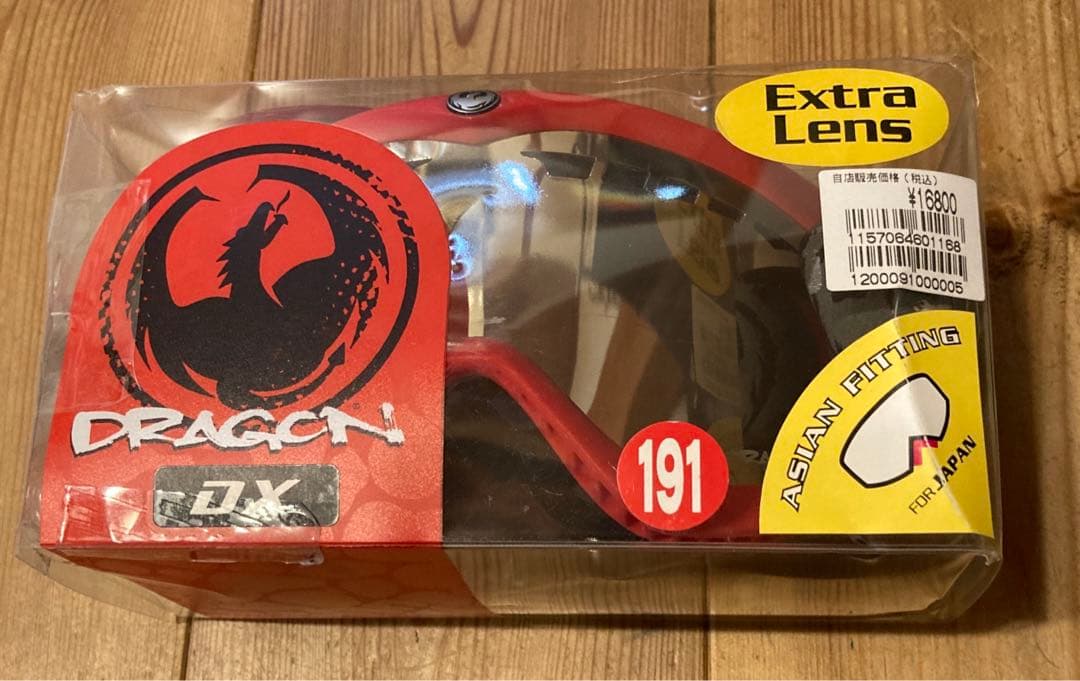 Extra
Lens
自店販売価格(税込)
¥16800
1157064601168
1200091000005
DRAGON
DX
191
ASIAN FITTING
FOR JAPAN